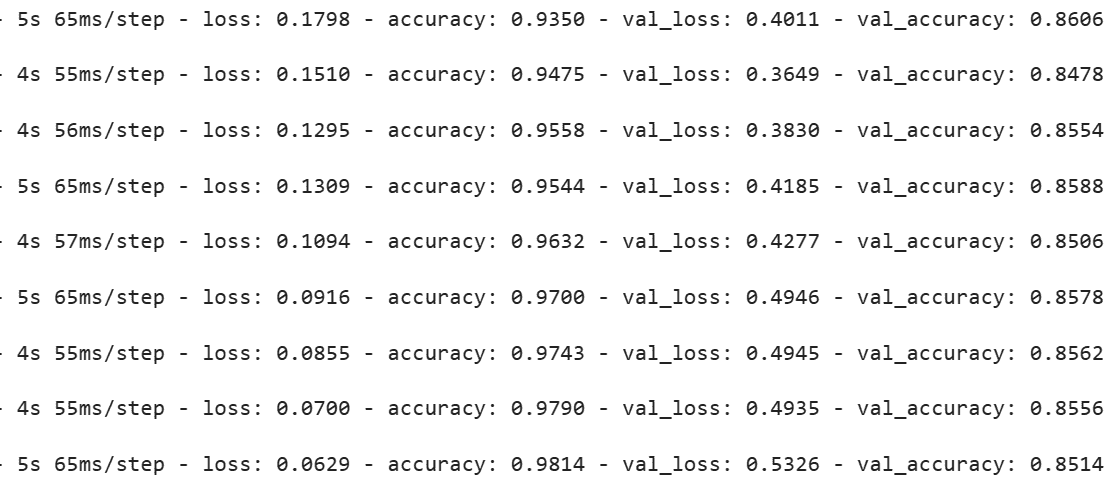 - 5s 65ms/step - loss: 0.1798 - accuracy: 0.9350 - val_loss: 0.4011 - val_accuracy: 0.8606
- 4s 55ms/step - loss: 0.1510 - accuracy: 0.9475 - val_loss: 0.3649 - val_accuracy: 0.8478
- 4s 56ms/step - loss: 0.1295 - accuracy: 0.9558 - val_loss: 0.3830 - val_accuracy: 0.8554
- 5s 65ms/step - loss: 0.1309 - accuracy: 0.9544 - val_loss: 0.4185 - val_accuracy: 0.8588
- 4s 57ms/step - loss: 0.1094 - accuracy: 0.9632 - val_loss: 0.4277 - val_accuracy: 0.8506
- 5s 65ms/step - loss: 0.0916 - accuracy: 0.9700 - val_loss: 0.4946 - val_accuracy: 0.8578
- 4s 55ms/step - loss: 0.0855 - accuracy: 0.9743 - val_loss: 0.4945 - val_accuracy: 0.8562
- 4s 55ms/step - loss: 0.0700 - accuracy: 0.9790 - val_loss: 0.4935 - val_accuracy: 0.8556
- 5s 65ms/step - loss: 0.0629 - accuracy: 0.9814 - val_loss: 0.5326 - val_accuracy: 0.8514